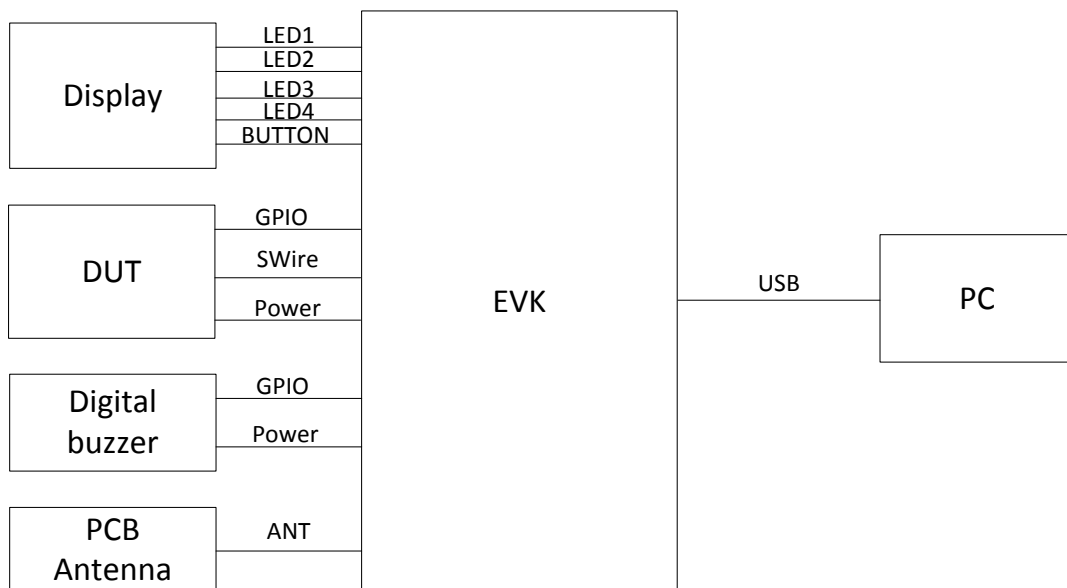 Display
LED1
LED2
LED3
LED4
BUTTON
DUT
GPIO
SWire
Power
Digital
buzzer
GPIO
Power
PCB
Antenna
ANT
EVK
USB
PC